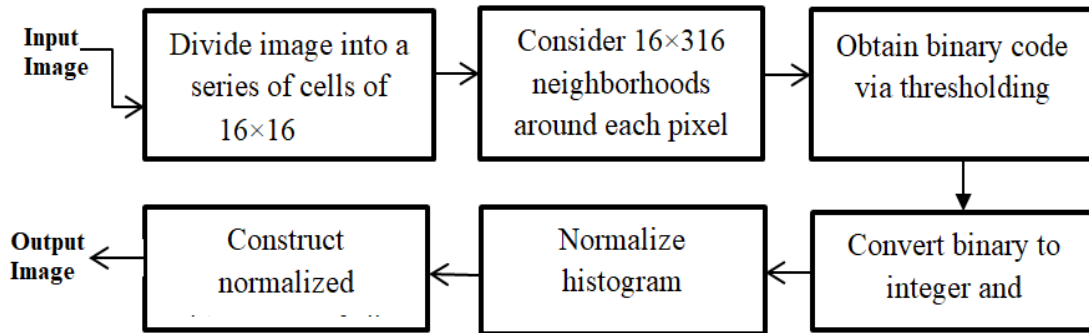 Input
Image
Divide image into a
series of cells of
16×16
Consider 16×316
neighborhoods
around each pixel
Obtain binary code
via thresholding
Convert binary to
integer and
Normalize
histogram
Construct
normalized
Output
Image